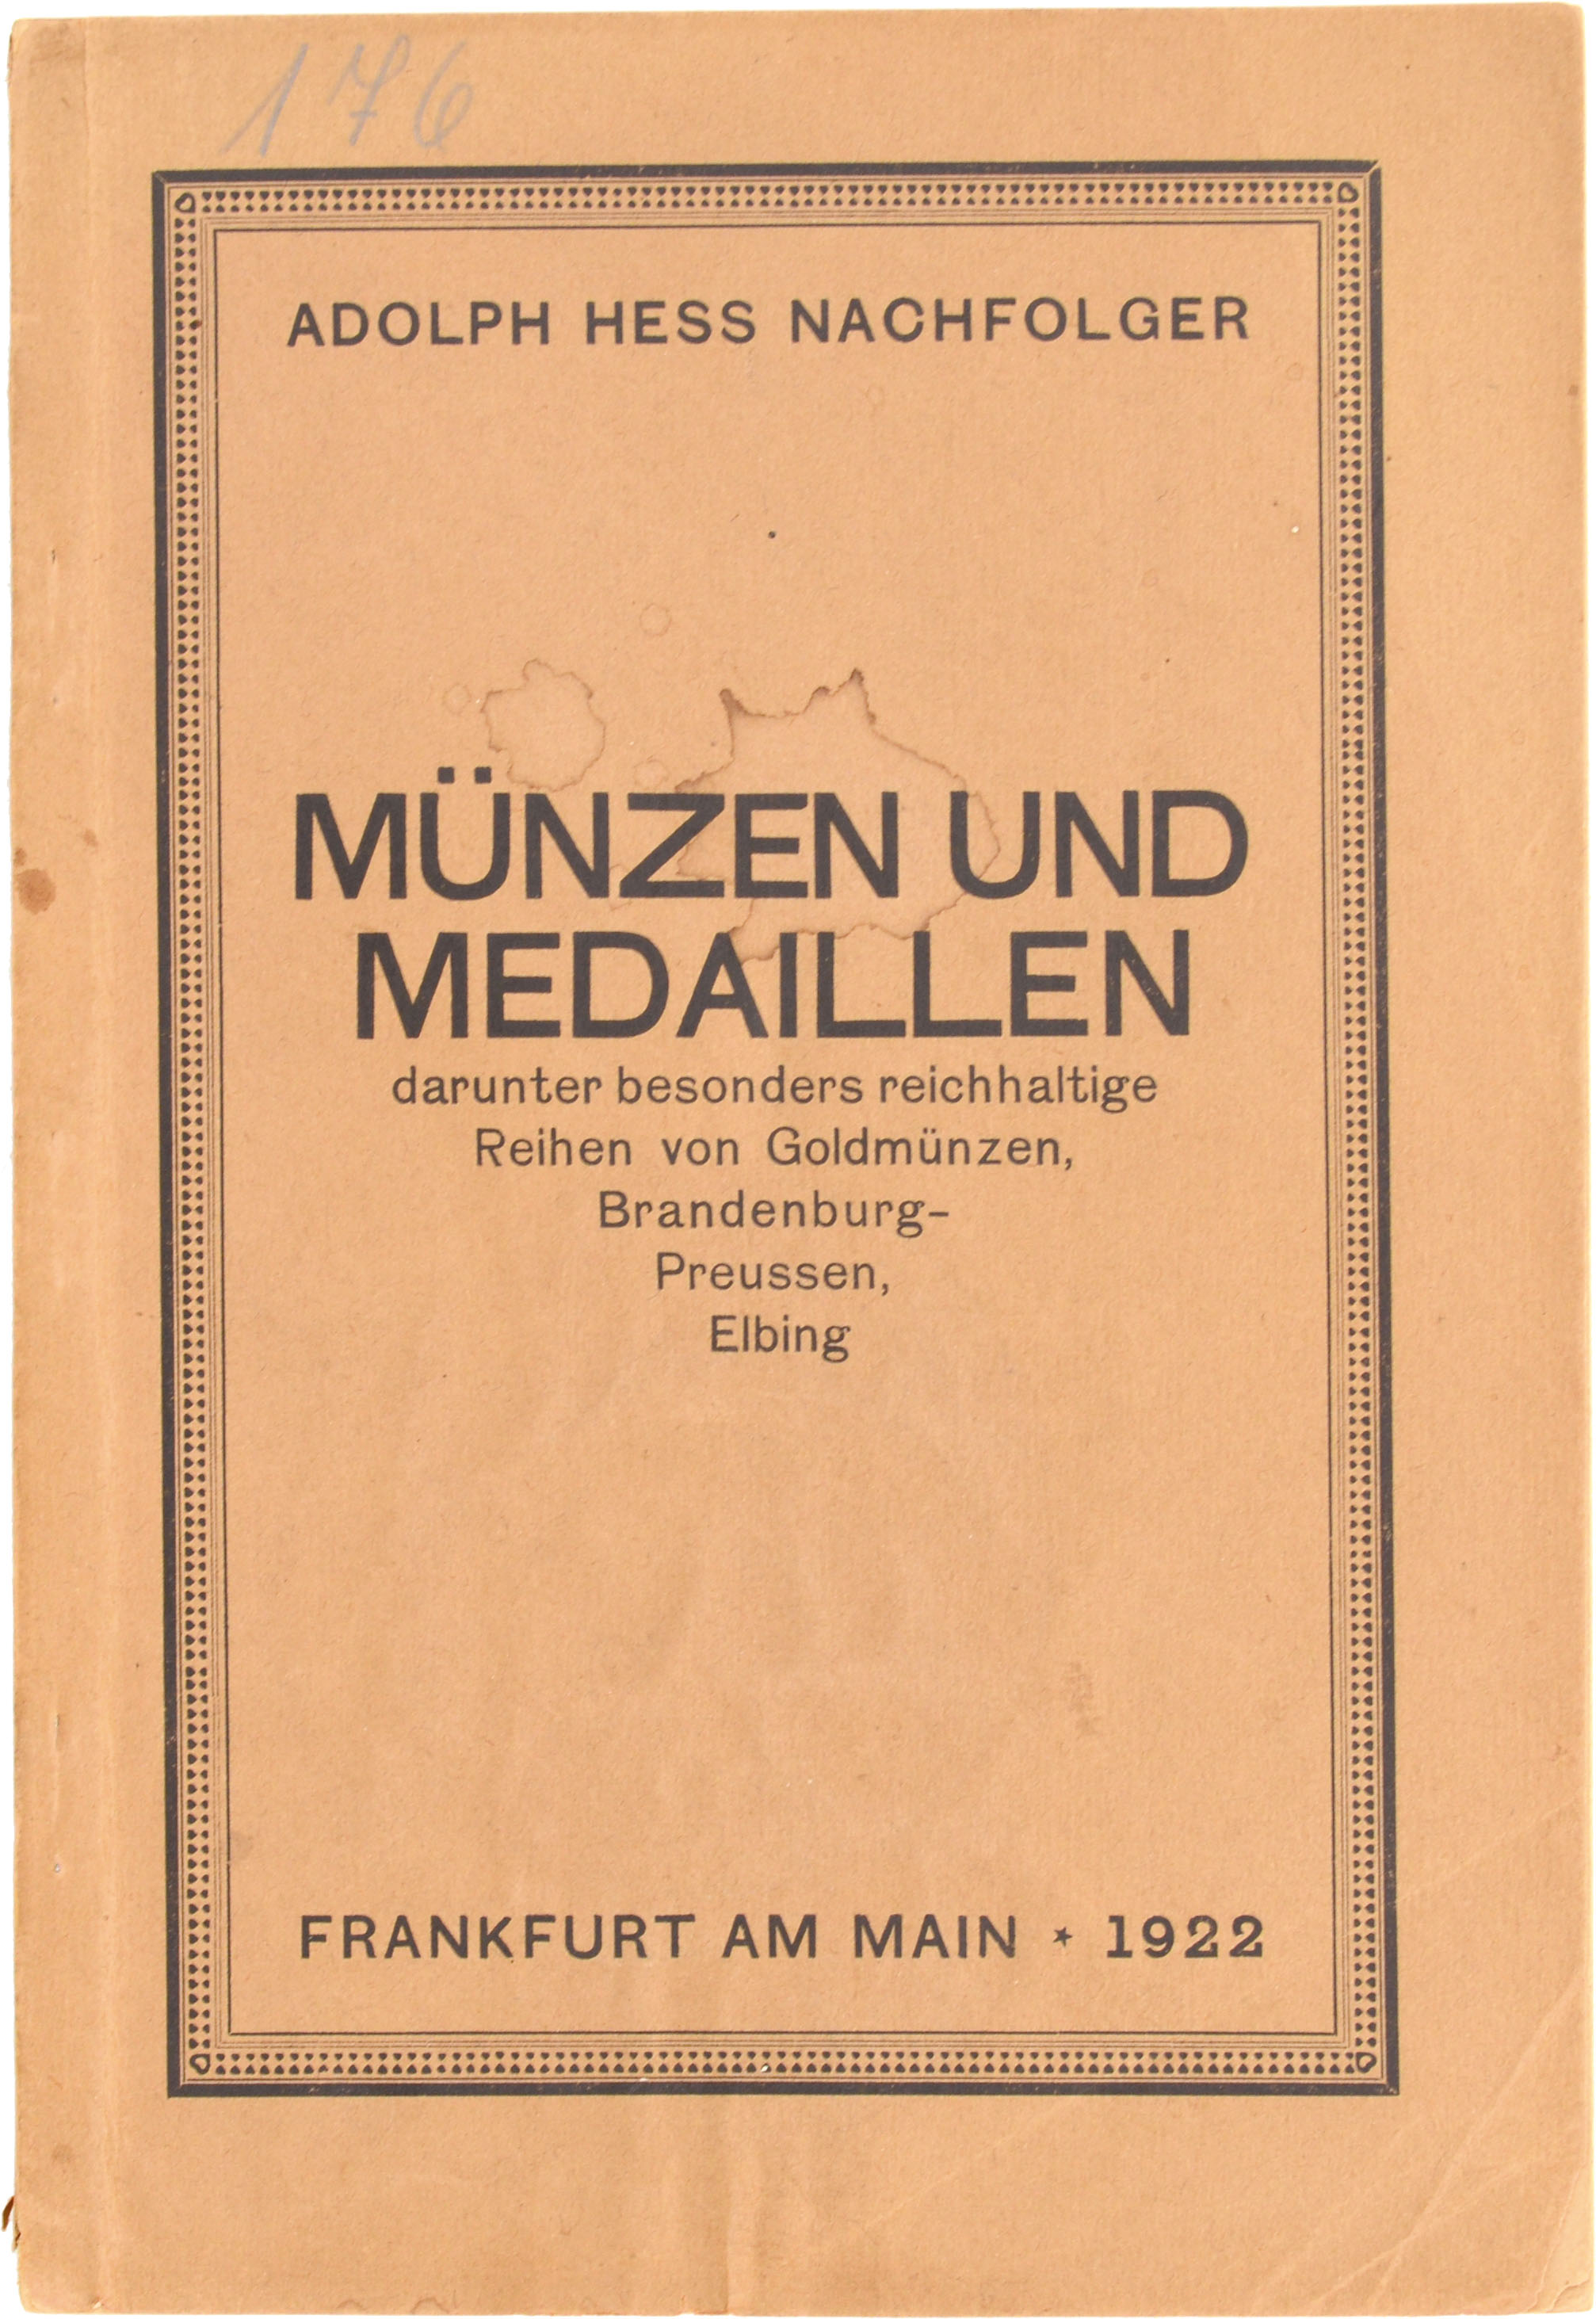 176
ADOLPH HESS NACHFOLGER
MÜNZEN UND
MEDAILLEN
darunter besonders reichhaltige
Reihen von Goldmünzen,
Brandenburg-
Preussen,
Elbing
FRANKFURT AM MAIN ⋆ 1922